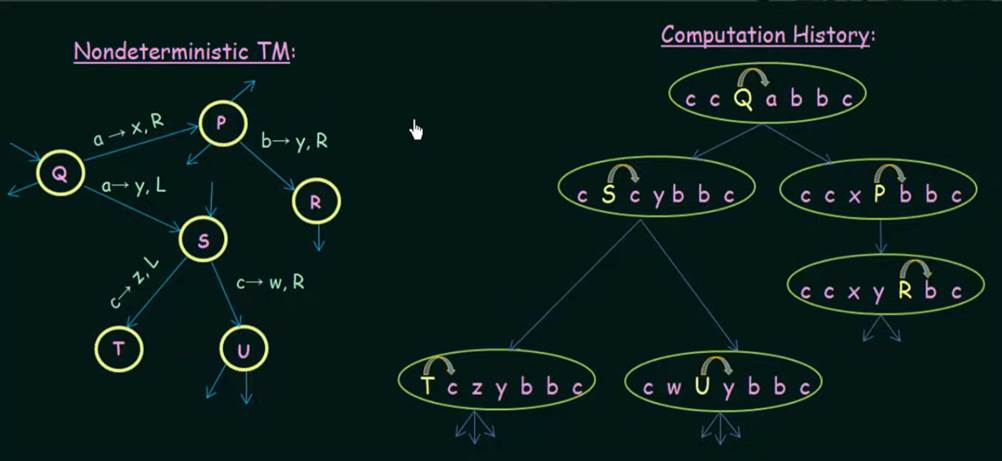 Nondeterministic TM:
Computation History:
Q
a → x, R
P
b → y, R
R
a → y, L
S
c → z, L
c → w, R
T
U
c c Q a b b c
c S c y b b c
c c x P b b c
c c x y R b c
T c z y b b c
c w U y b b c